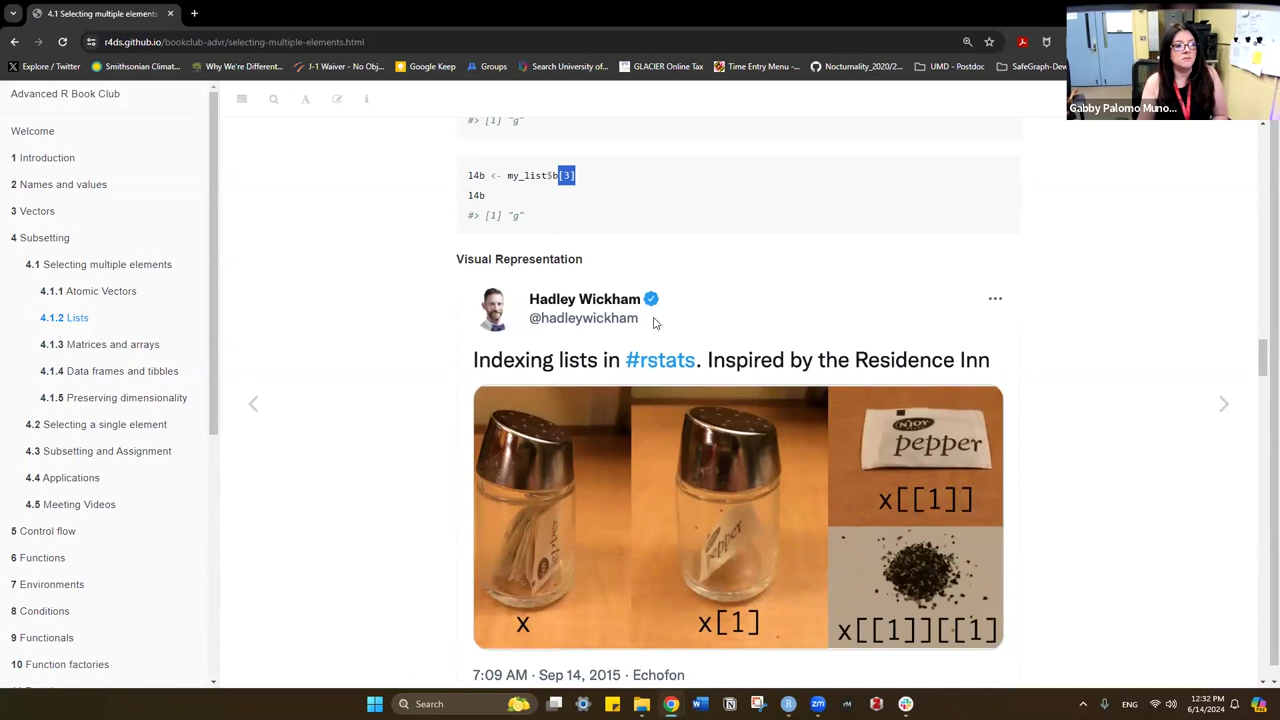 4.1 Selecting multiple elements
r4ds.github.io/bookclub-advr/selecting-multiple-elements.html
Explore / Twitter
Smithsonian Climat...
Why We're Different...
J-1 Waiver - No Obj...
Google Keep
University of...
GLACIER Online Tax
Time Entry Menu -...
Nocturnality_2020/2...
UMD - Postdoc
SafeGraph-Dewe
Gabby Palomo Muno...
Advanced R Book Club
Welcome
1 Introduction
2 Names and values
3 Vectors
4 Subsetting
4.1 Selecting multiple elements
4.1.1 Atomic Vectors
4.1.2 Lists
4.1.3 Matrices and arrays
4.1.4 Data frames and tibbles
4.1.5 Preserving dimensionality
4.2 Selecting a single element
4.3 Subsetting and Assignment
4.4 Applications
4.5 Meeting Videos
5 Control flow
6 Functions
7 Environments
8 Conditions
9 Functionals
10 Function factories
#> [1] "g"
l4b <- my_list$b[3]
l4b
#> [1] "g"
Visual Representation
Hadley Wickham
@hadleywickham
Indexing lists in #rstats. Inspired by the Residence Inn
N'JOY
pepper
x[[1]]
pepper
x
x[1]
x[[1]][[1]]
7:09 AM · Sep 14, 2015 · Echofon
Search
ENG
12:32 PM
6/14/2024